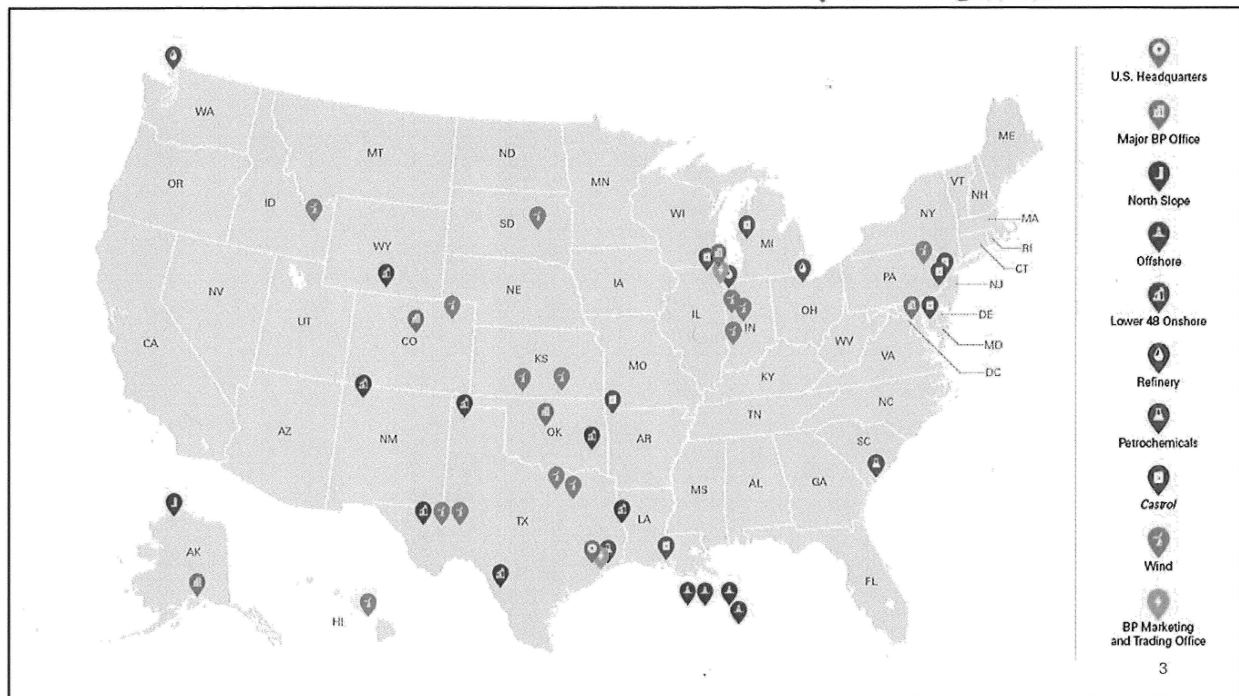 WA
MT
ND
MN
ME
OR
ID
SD
WI
MI
VT
NH
NY
MA
WY
RI
CT
NV
UT
NE
IA
PA
NJ
CA
CO
IL
IN
OH
DE
MD
KS
MO
WV
VA
DC
KY
AZ
NM
OK
AR
TN
NC
SC
TX
LA
MS
AL
GA
AK
FL
HI
U.S. Headquarters
Major BP Office
North Slope
Offshore
Lower 48 Onshore
Refinery
Petrochemicals
Castrol
Wind
BP Marketing
and Trading Office
3